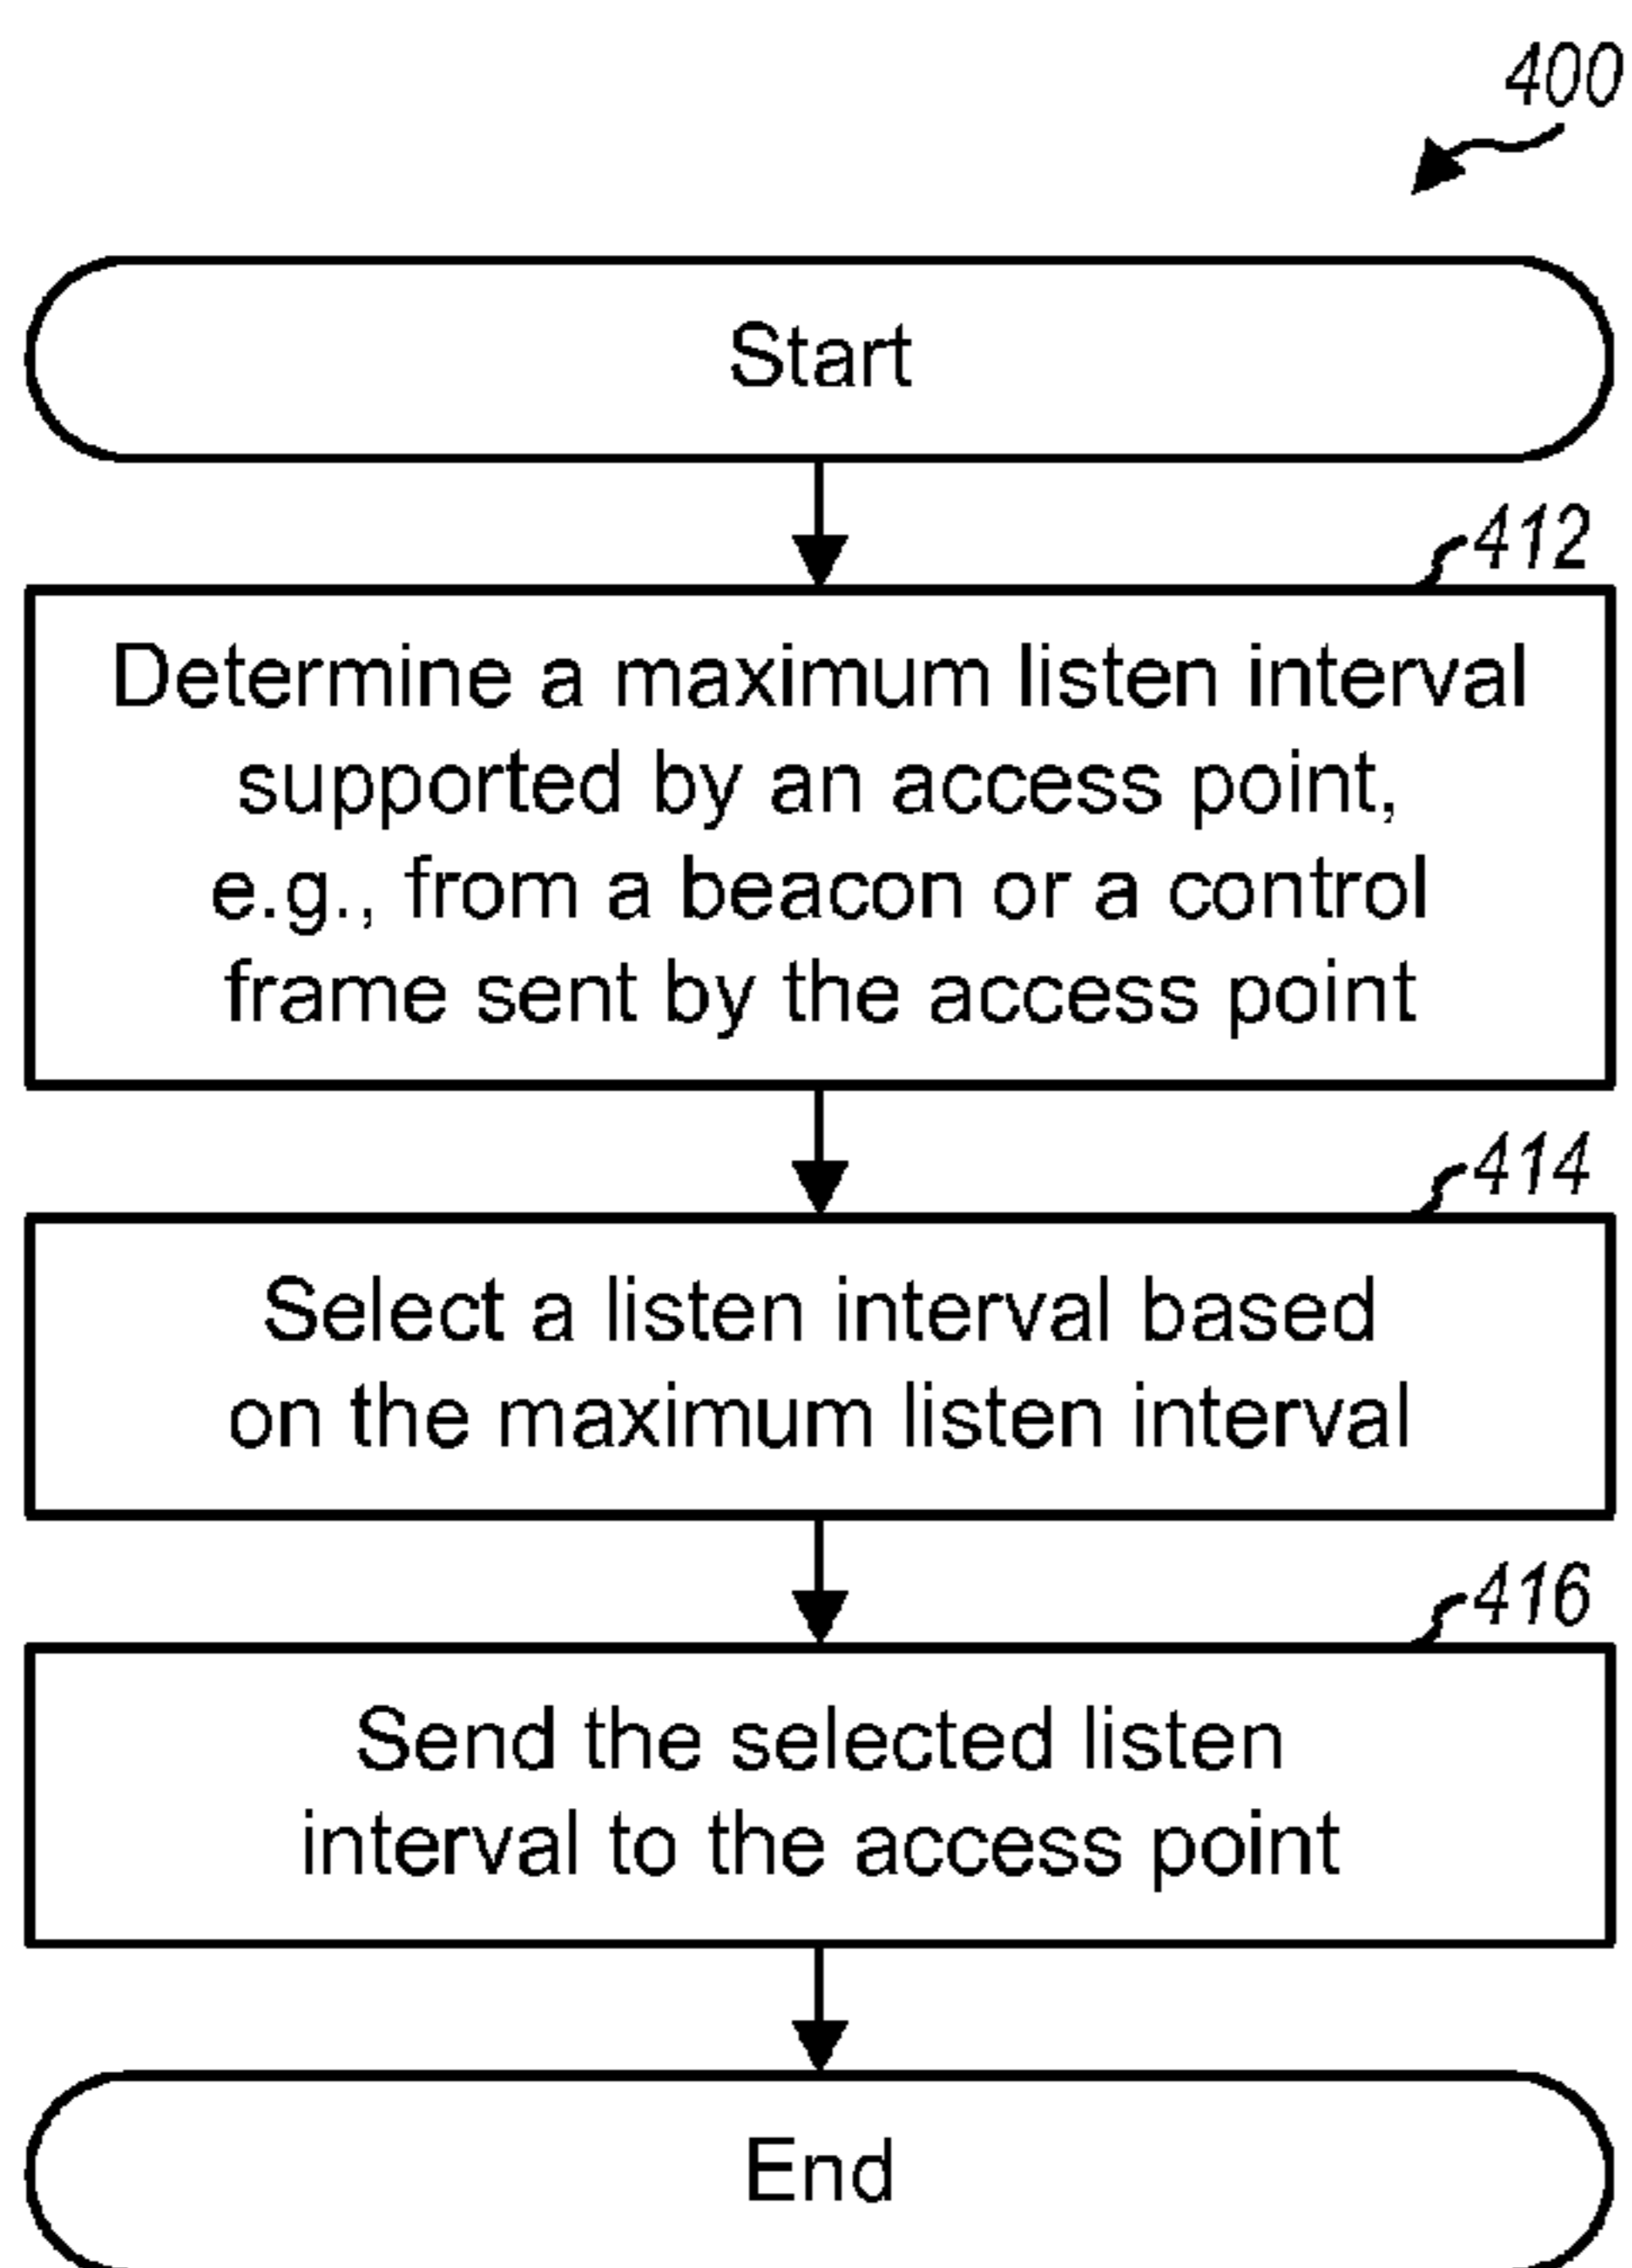 400
Start
412
Determine a maximum listen interval
supported by an access point,
e.g., from a beacon or a control
frame sent by the access point
414
Select a listen interval based
on the maximum listen interval
416
Send the selected listen
interval to the access point
End